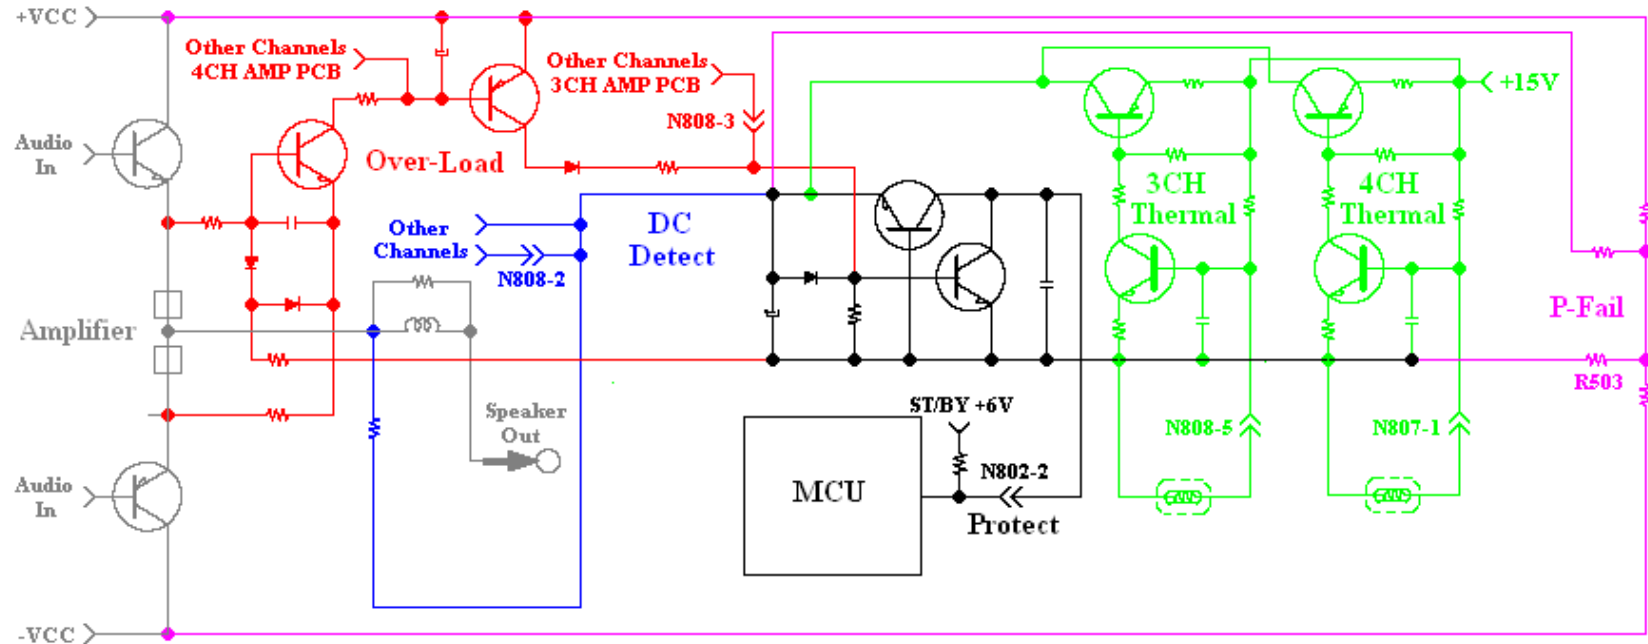 +VCC
Other Channels
4CH AMP PCB
Other Channels
3CH AMP PCB
+15V
N808-3
Audio
In
Over-Load
3CH
Thermal
4CH
Thermal
Other
Channels
N808-2
DC
Detect
P-Fail
Amplifier
R503
ST/BY +6V
Speaker
Out
N808-5
N807-1
MCU
N802-2
Protect
Audio
In
-VCC